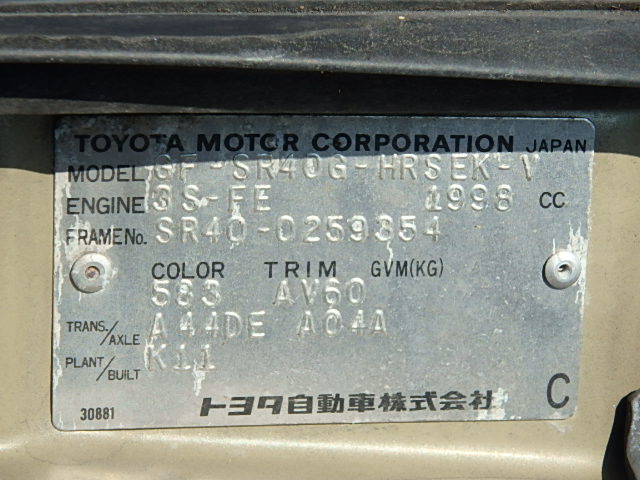 TOYOTA MOTOR CORPORATION JAPAN
MODEL GF-SR40G-HRSEK-V
ENGINE 3S-FE 1998 CC
FRAME No. SR40-0259854
COLOR TRIM GVM(KG)
583 AV60
TRANS./AXLE A44DE A04A
PLANT/BUILT K11
30881 トヨタ自動車株式会社 C